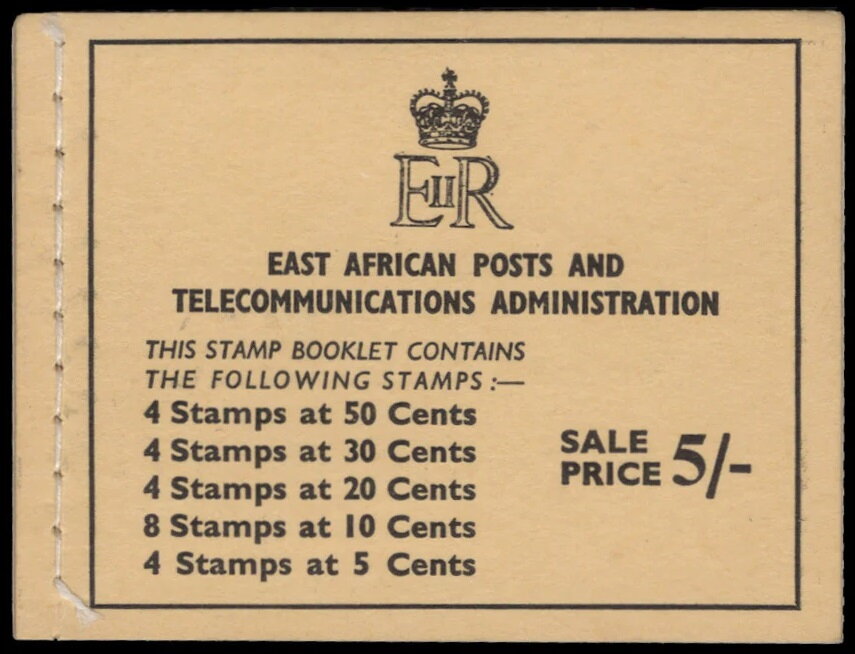 EIIR
EAST AFRICAN POSTS AND
TELECOMMUNICATIONS ADMINISTRATION
THIS STAMP BOOKLET CONTAINS
THE FOLLOWING STAMPS :—
4 Stamps at 50 Cents
4 Stamps at 30 Cents
4 Stamps at 20 Cents
8 Stamps at 10 Cents
4 Stamps at 5 Cents
SALE
PRICE 5/-